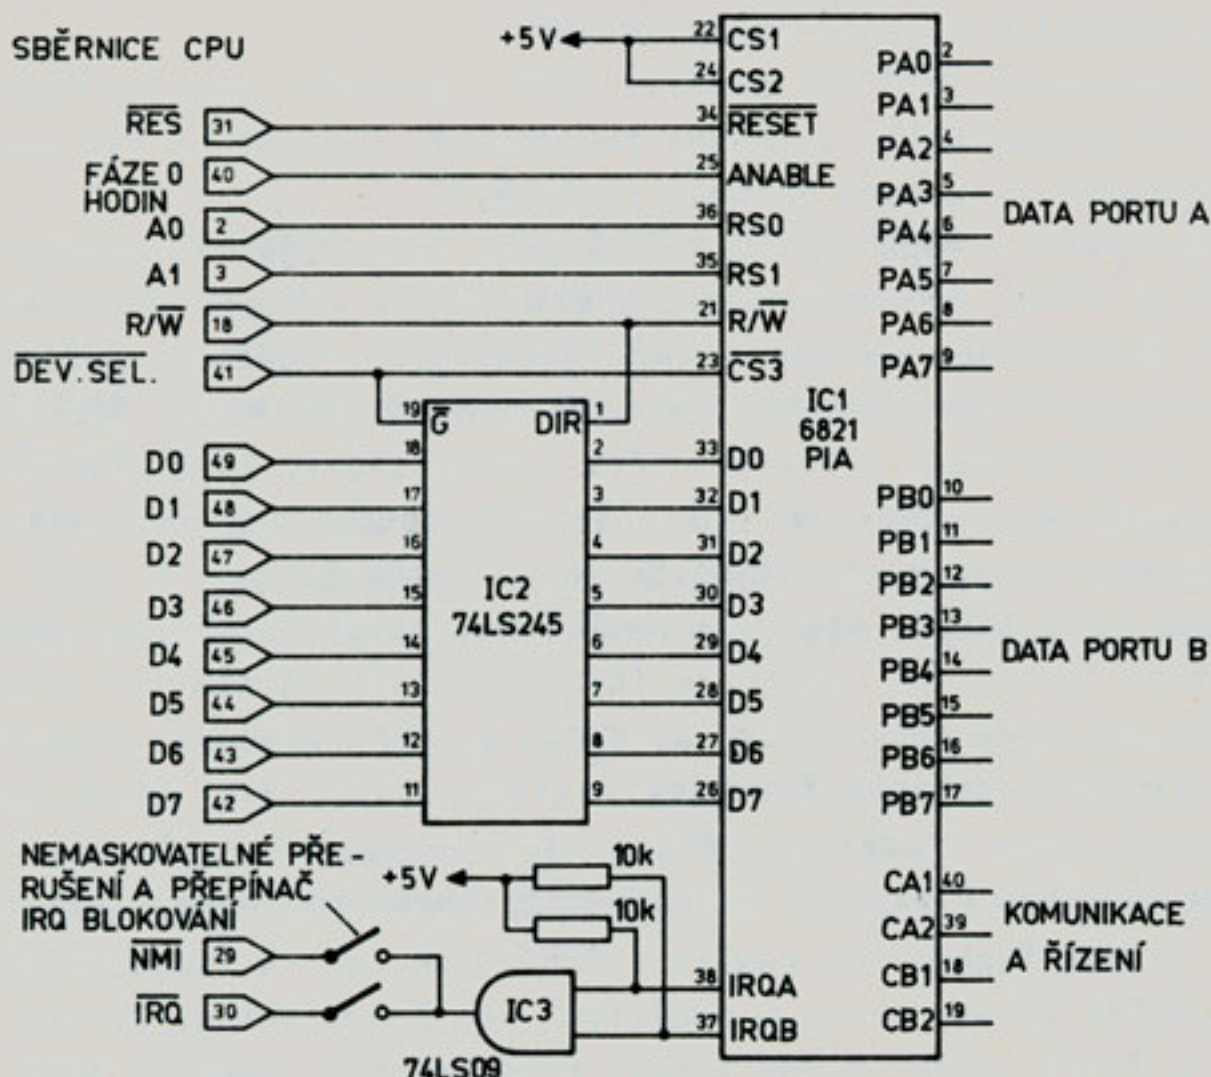 SBĚRNICE CPU
+5V
22 CS1
24 CS2
RES 31
34 RESET
FÁZE 0
HODIN
40
25 ANABLE
A0 2
36 RS0
A1 3
35 RS1
R/W 18
21 R/W
DEV.SEL. 41
23 CS3
19 G
DIR 1
D0 49
18
2
33 D0
D1 48
17
3
32 D1
D2 47
16
4
31 D2
D3 46
15
5
30 D3
D4 45
14
6
29 D4
D5 44
13
7
28 D5
D6 43
12
8
27 D6
D7 42
11
9
26 D7
IC2
74LS245
IC1
6821
PIA
PA0 2
PA1 3
PA2 4
PA3 5
PA4 6
PA5 7
PA6 8
PA7 9
DATA PORTU A
PB0 10
PB1 11
PB2 12
PB3 13
PB4 14
PB5 15
PB6 16
PB7 17
DATA PORTU B
CA1 40
CA2 39
CB1 18
CB2 19
KOMUNIKACE
A ŘÍZENÍ
NEMASKOVATELNÉ PŘE-
RUŠENÍ A PŘEPÍNAČ
IRQ BLOKOVÁNÍ
+5V
10k
10k
NMI 29
IRQ 30
IC3
74LS09
38 IRQA
37 IRQB